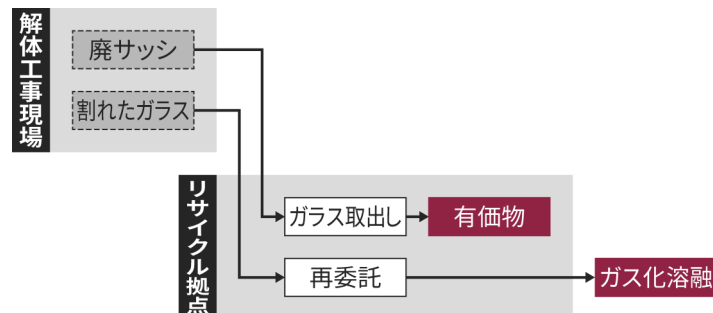 解体工事現場
廃サッシ
割れたガラス
リサイクル拠点
ガラス取出し
有価物
再委託
ガス化溶融